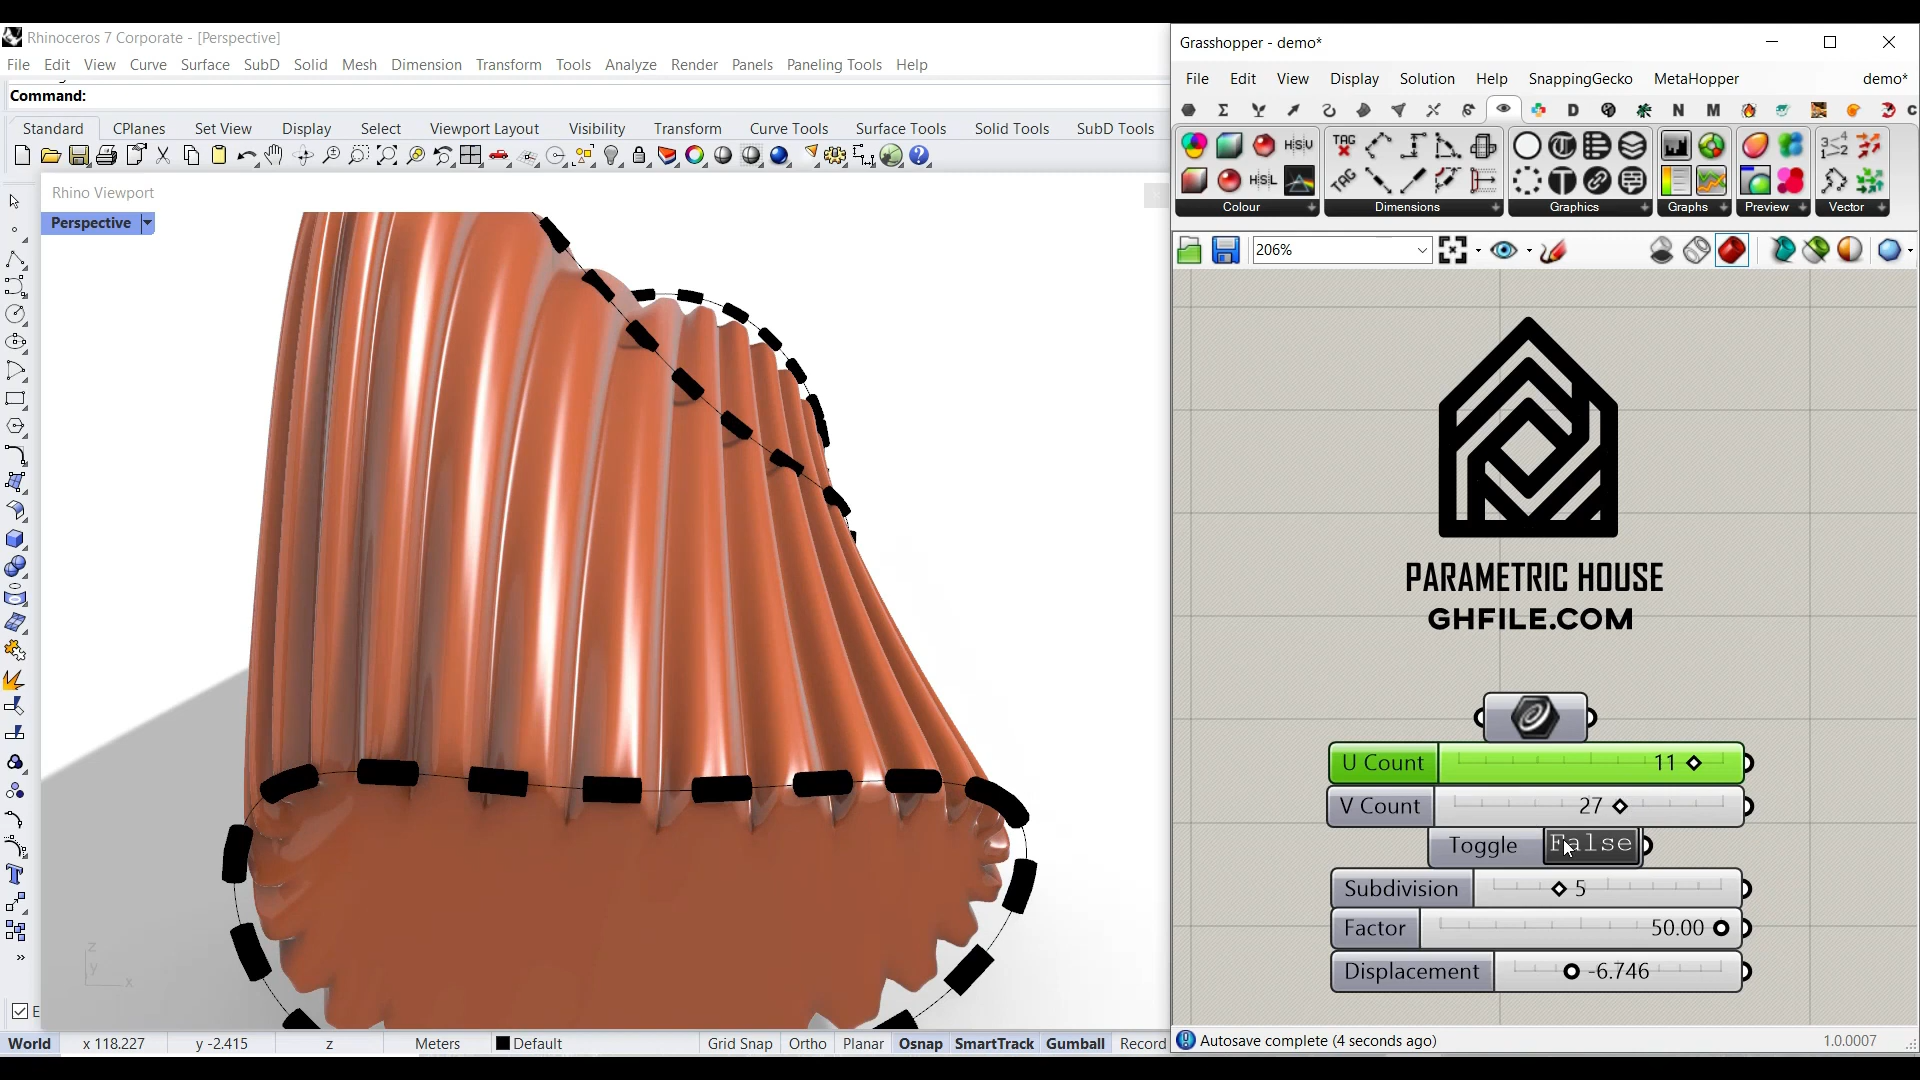 Rhinoceros 7 Corporate - [Perspective]
File Edit View Curve Surface SubD Solid Mesh Dimension Transform Tools Analyze Render Panels Paneling Tools Help
Command:
Standard CPlanes Set View Display Select Viewport Layout Visibility Transform Curve Tools Surface Tools Solid Tools SubD Tools
Rhino Viewport
Perspective
z
y
x
E
World x 118.227 y -2.415 z Meters Default Grid Snap Ortho Planar Osnap SmartTrack Gumball Record
Grasshopper - demo*
File Edit View Display Solution Help SnappingGecko MetaHopper demo*
D N M
HSV TAG
HSL TAG
Colour Dimensions Graphics Graphs Preview Vector
206%
PARAMETRIC HOUSE
GHFILE.COM
U Count 11
V Count 27
Toggle False
Subdivision 5
Factor 50.00
Displacement -6.746
Autosave complete (4 seconds ago) 1.0.0007